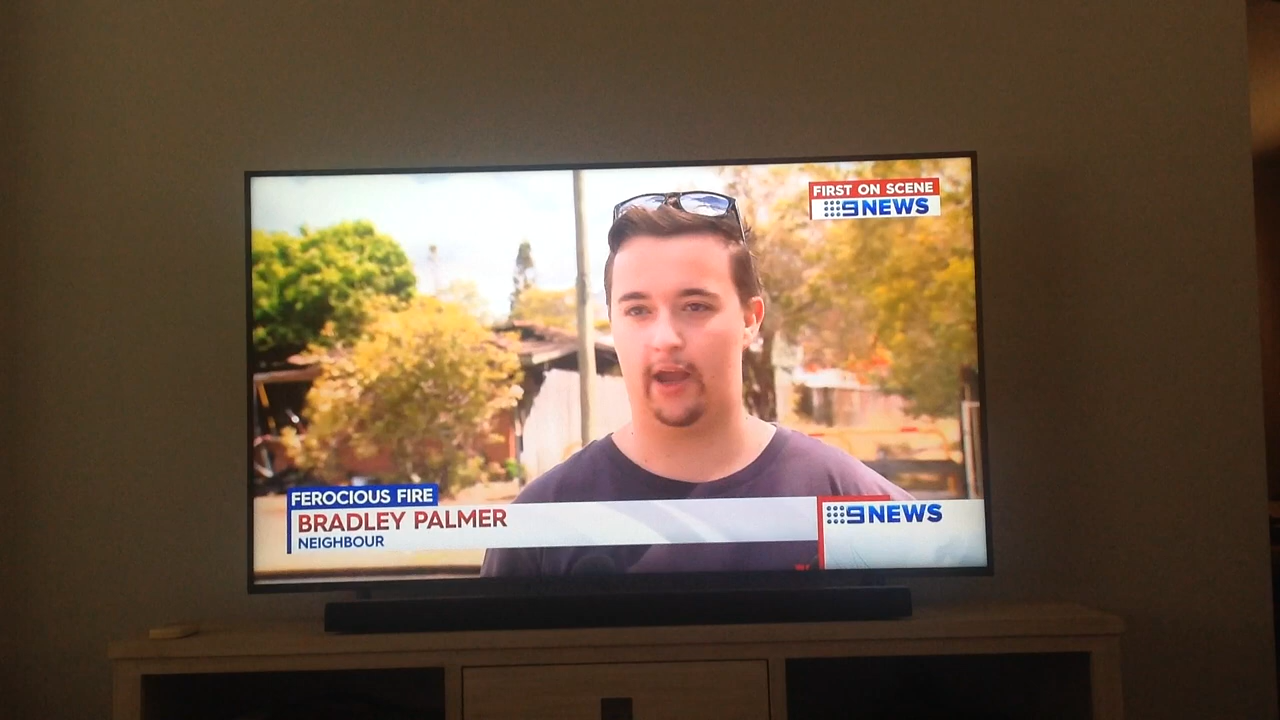 FIRST ON SCENE
9NEWS
FEROCIOUS FIRE
BRADLEY PALMER
NEIGHBOUR
9NEWS